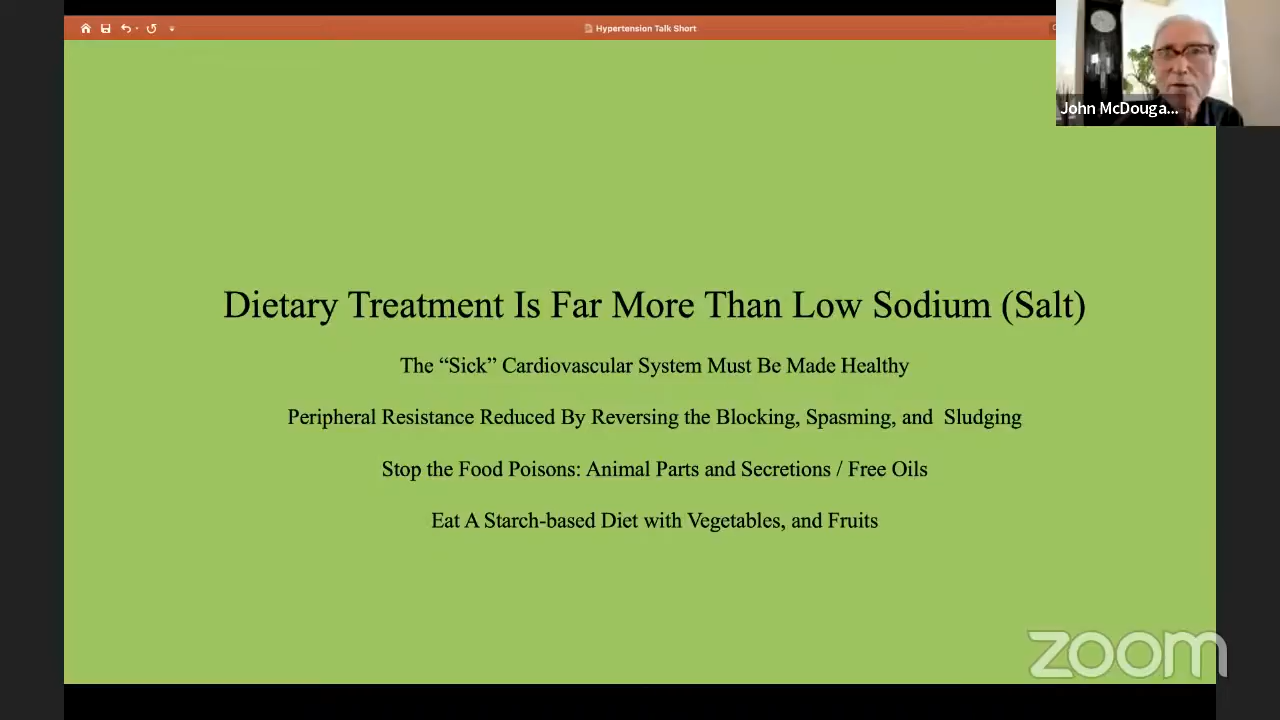 Hypertension Talk Short
John McDouga...
Dietary Treatment Is Far More Than Low Sodium (Salt)
The “Sick” Cardiovascular System Must Be Made Healthy
Peripheral Resistance Reduced By Reversing the Blocking, Spasming, and  Sludging
Stop the Food Poisons: Animal Parts and Secretions / Free Oils
Eat A Starch-based Diet with Vegetables, and Fruits
zoom